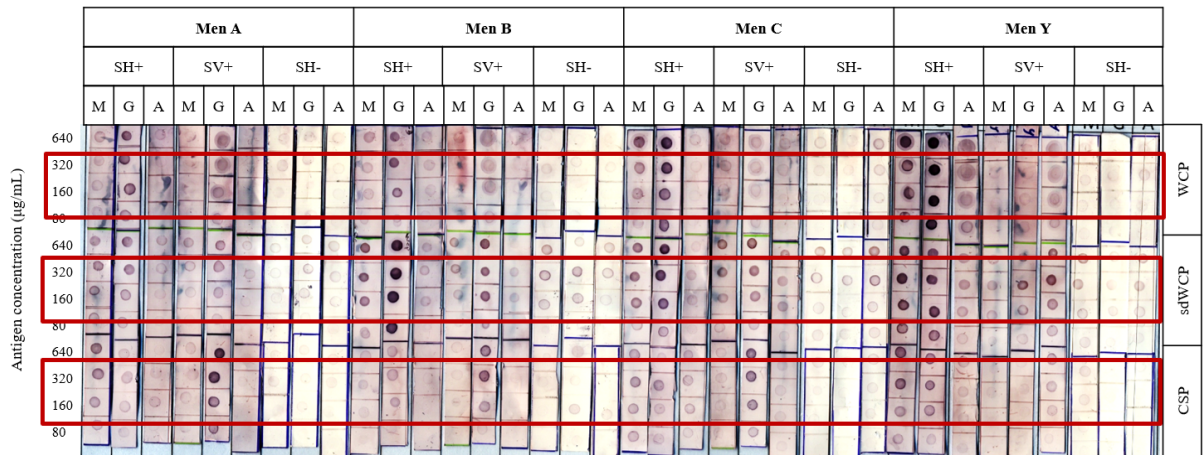 Men A Men B Men C Men Y
SH+ SV+ SH- SH+ SV+ SH- SH+ SV+ SH- SH+ SV+ SH-
M G A M G A M G A M G A M G A M G A M G A M G A M G A M G A M G A M G A
Antigen concentration (µg/mL)
640
320
160
80
WCP
640
320
160
80
sdWCP
640
320
160
80
CSP